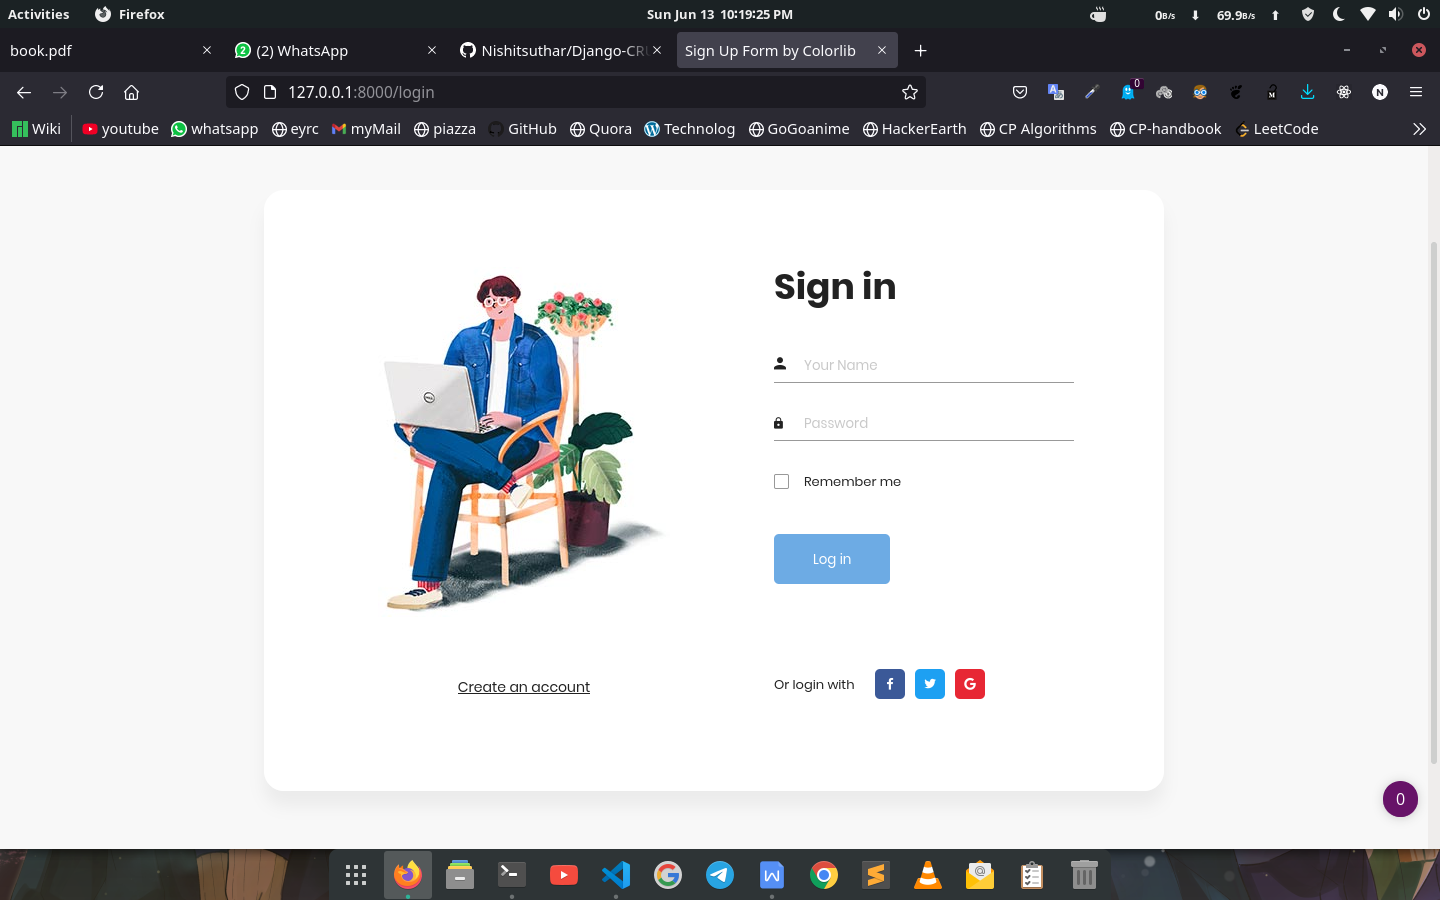 Activities Firefox Sun Jun 13 10:19:25 PM 0B/s 69.9B/s
book.pdf (2) WhatsApp Nishitsuthar/Django-CRU Sign Up Form by Colorlib
127.0.0.1:8000/login 0
Wiki youtube whatsapp eyrc myMail piazza GitHub Quora Technolog GoGoanime HackerEarth CP Algorithms CP-handbook LeetCode
Sign in
Your Name
DELL
Password
Remember me
Log in
Create an account
Or login with
0